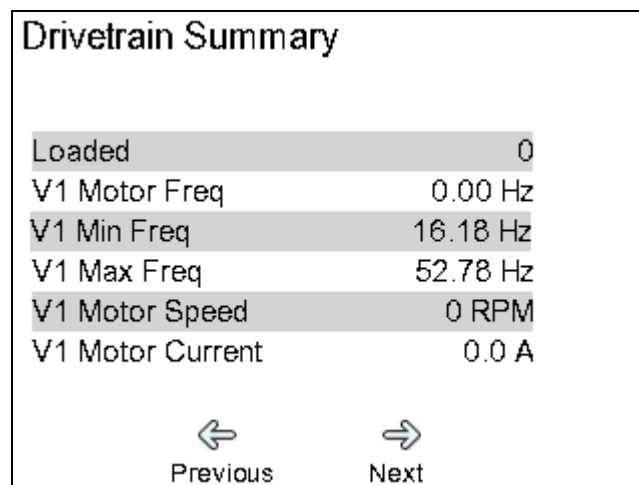 Drivetrain Summary
Loaded 0
V1 Motor Freq 0.00 Hz
V1 Min Freq 16.18 Hz
V1 Max Freq 52.78 Hz
V1 Motor Speed 0 RPM
V1 Motor Current 0.0 A
Previous Next